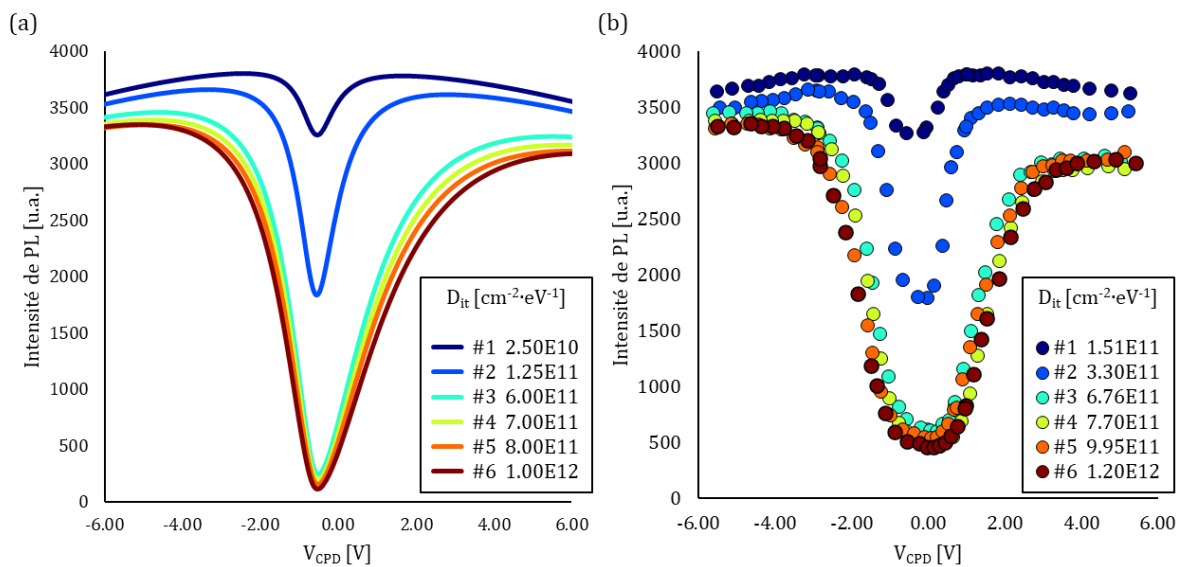 (a)
4000
3500
3000
2500
2000
1500
1000
500
0
Intensité de PL [u.a.]
-6.00 -4.00 -2.00 0.00 2.00 4.00 6.00
V_CPD [V]
D_it [cm⁻²·eV⁻¹]
#1 2.50E10
#2 1.25E11
#3 6.00E11
#4 7.00E11
#5 8.00E11
#6 1.00E12
(b)
4000
3500
3000
2500
2000
1500
1000
500
0
Intensité de PL [u.a.]
-6.00 -4.00 -2.00 0.00 2.00 4.00 6.00
V_CPD [V]
D_it [cm⁻²·eV⁻¹]
#1 1.51E11
#2 3.30E11
#3 6.76E11
#4 7.70E11
#5 9.95E11
#6 1.20E12